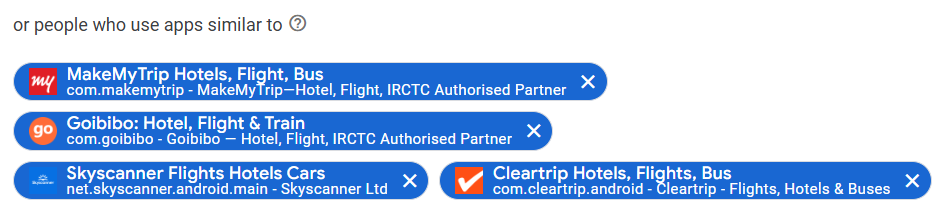 or people who use apps similar to
my MakeMyTrip Hotels, Flight, Bus
com.makemytrip - MakeMyTrip—Hotel, Flight, IRCTC Authorised Partner
go Goibibo: Hotel, Flight & Train
com.goibibo - Goibibo — Hotel, Flight, IRCTC Authorised Partner
Skyscanner Flights Hotels Cars
net.skyscanner.android.main - Skyscanner Ltd
Cleartrip Hotels, Flights, Bus
com.cleartrip.android - Cleartrip - Flights, Hotels & Buses